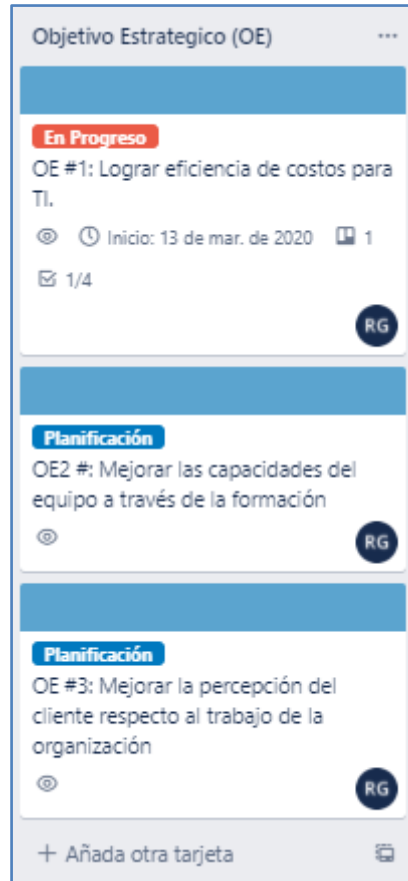 Objetivo Estrategico (OE)
En Progreso
OE #1: Lograr eficiencia de costos para
TI.
Inicio: 13 de mar. de 2020 1
1/4
RG
Planificación
OE2 #: Mejorar las capacidades del
equipo a través de la formación
RG
Planificación
OE #3: Mejorar la percepción del
cliente respecto al trabajo de la
organización
RG
+ Añada otra tarjeta